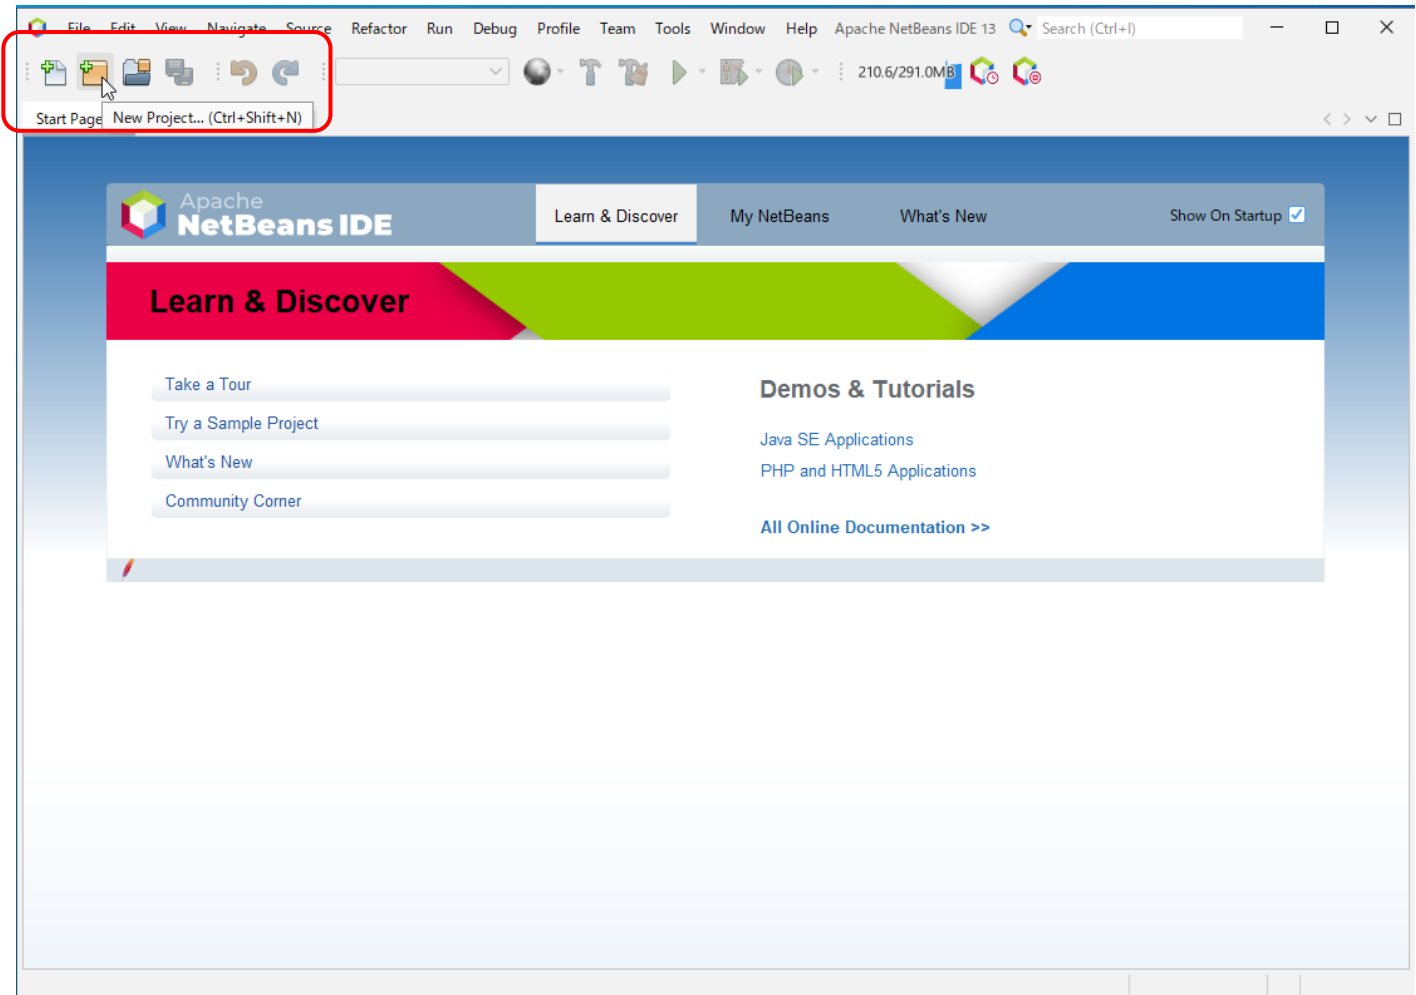 File Edit View Navigate Source Refactor Run Debug Profile Team Tools Window Help Apache NetBeans IDE 13 Search (Ctrl+I)
210.6/291.0MB
Start Page New Project... (Ctrl+Shift+N)
Apache
NetBeans IDE
Learn & Discover My NetBeans What's New Show On Startup
Learn & Discover
Take a Tour
Try a Sample Project
What's New
Community Corner
Demos & Tutorials
Java SE Applications
PHP and HTML5 Applications
All Online Documentation >>